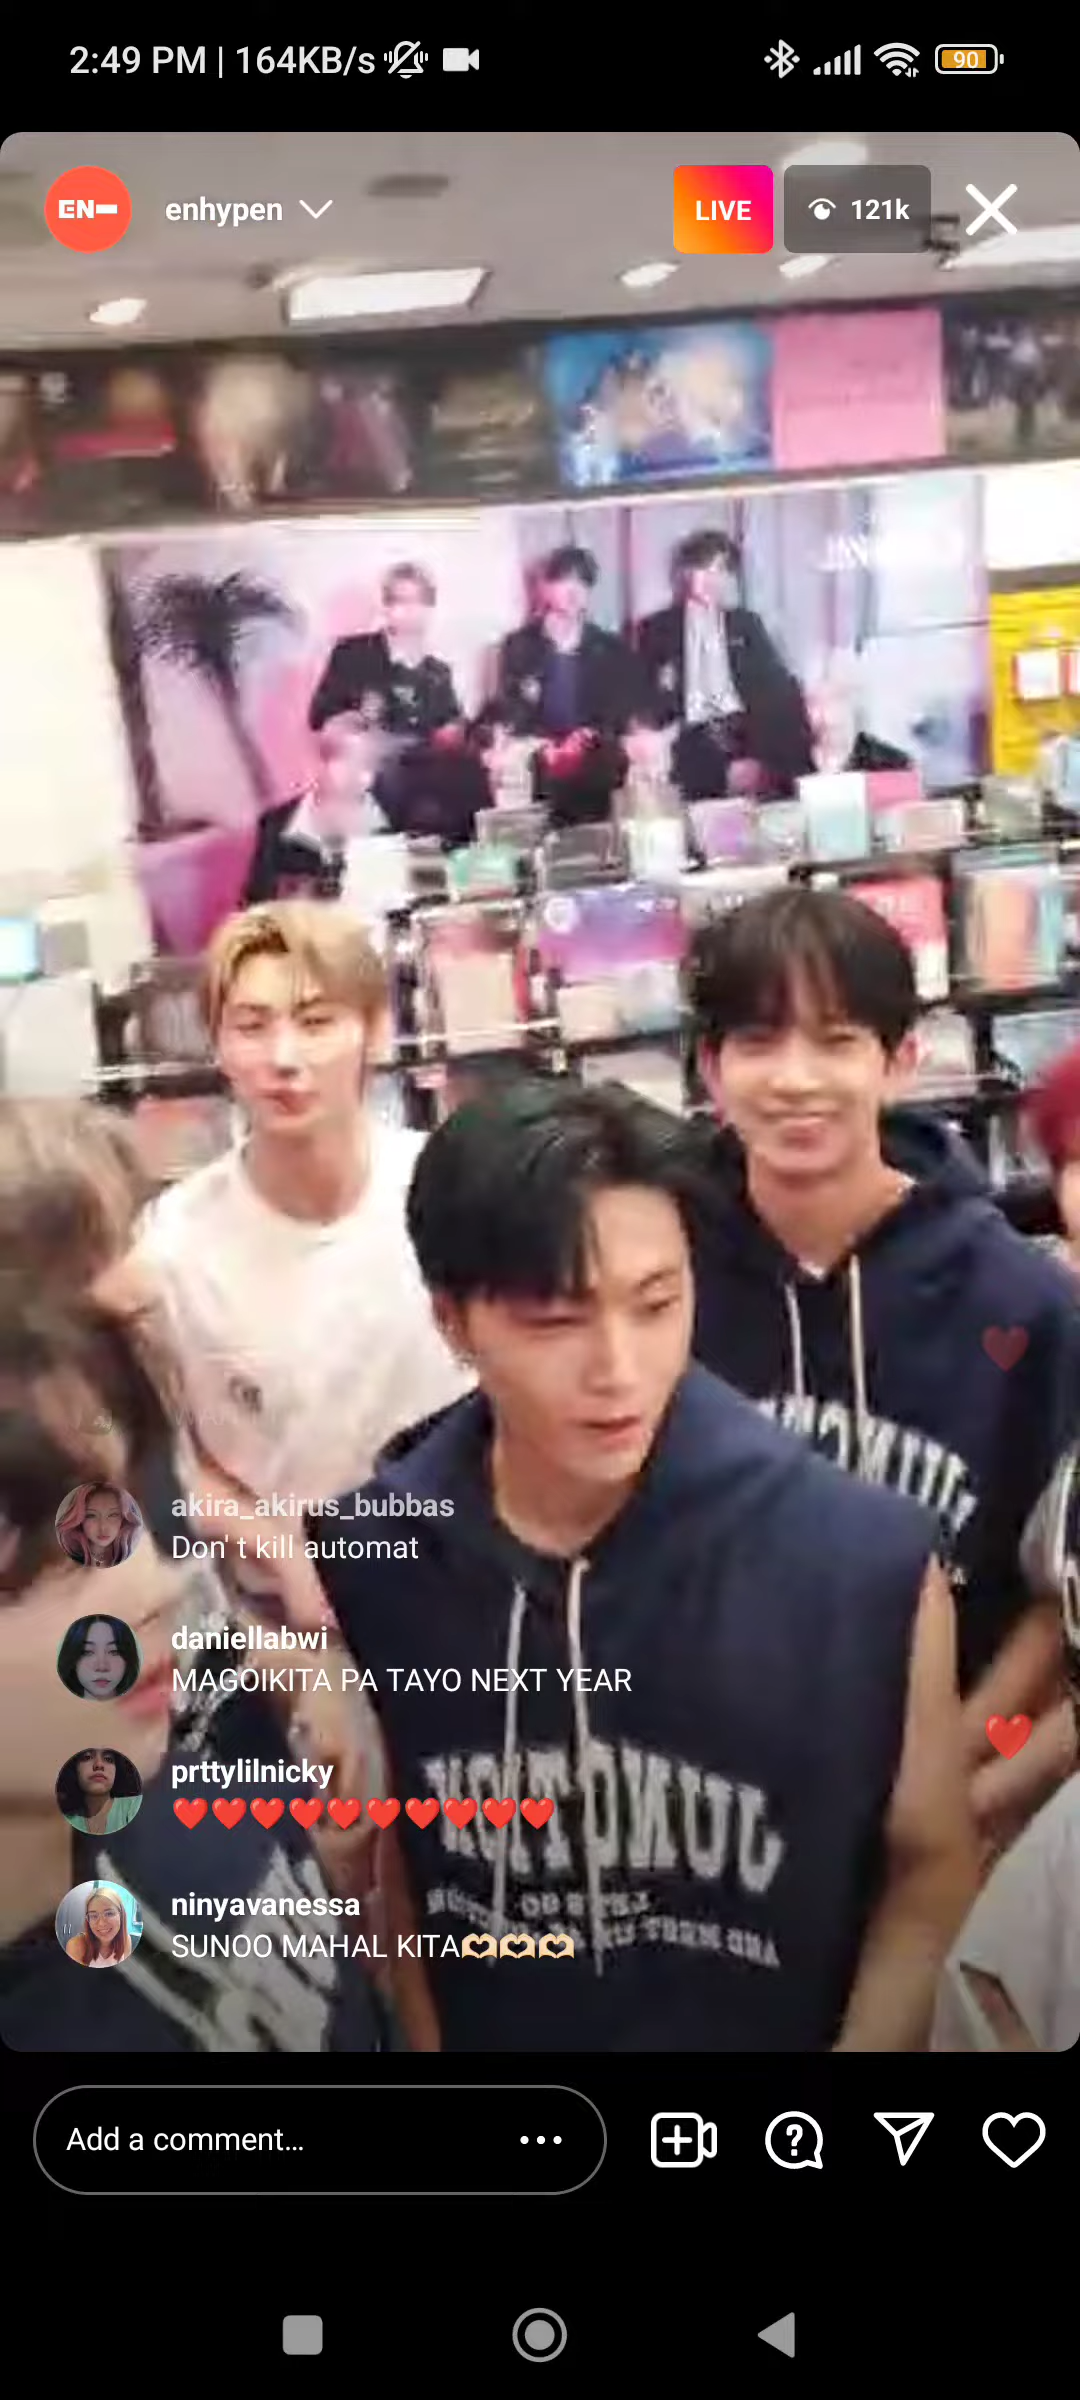 2:49 PM | 164KB/s
90
EN-
enhypen
LIVE
121k
akira_akirus_bubbas
Don' t kill automat
daniellabwi
MAGOIKITA PA TAYO NEXT YEAR
prttylilnicky
❤️❤️❤️❤️❤️❤️❤️❤️❤️❤️
ninyavanessa
SUNOO MAHAL KITA🫶🏼🫶🏼🫶🏼
Add a comment...